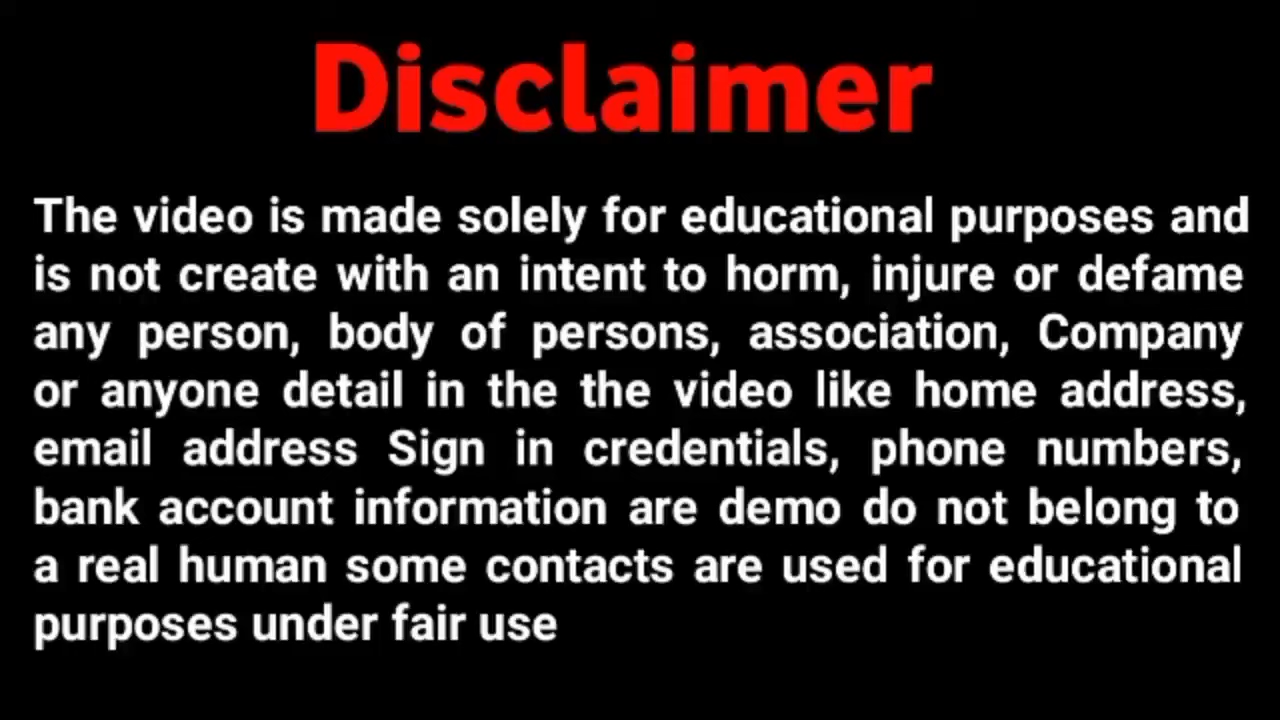 Disclaimer
The video is made solely for educational purposes and
is not create with an intent to horm, injure or defame
any person, body of persons, association, Company
or anyone detail in the the video like home address,
email address Sign in credentials, phone numbers,
bank account information are demo do not belong to
a real human some contacts are used for educational
purposes under fair use